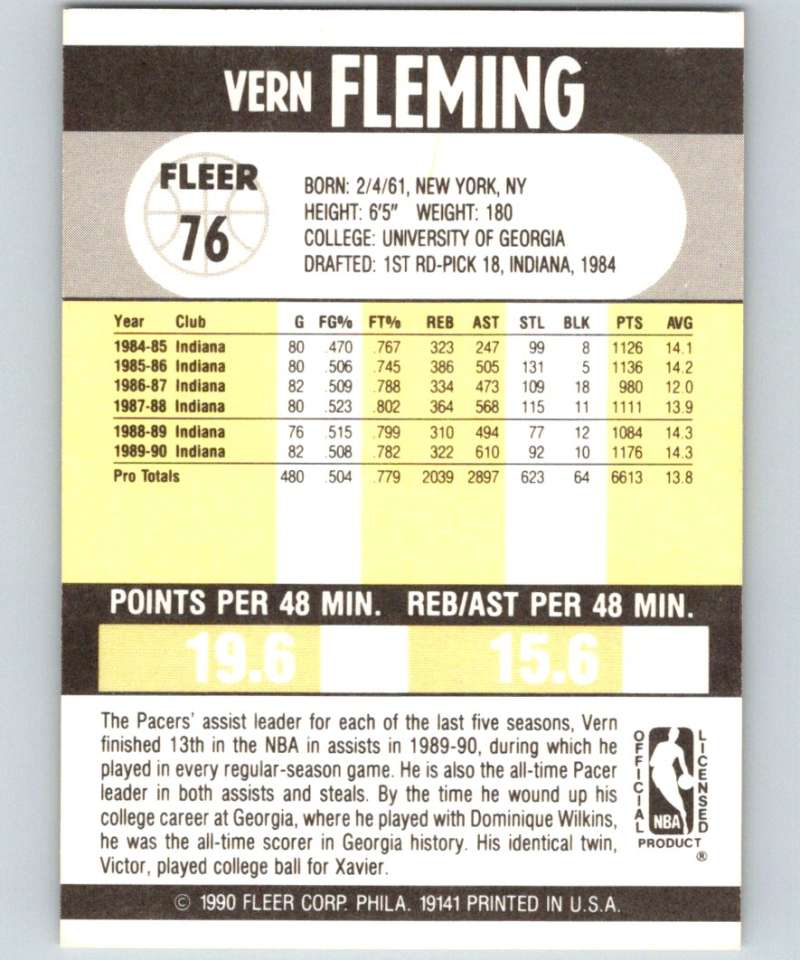 VERN FLEMING
FLEER
76
BORN: 2/4/61, NEW YORK, NY
HEIGHT: 6'5" WEIGHT: 180
COLLEGE: UNIVERSITY OF GEORGIA
DRAFTED: 1ST RD-PICK 18, INDIANA, 1984
Year Club G FG% FT% REB AST STL BLK PTS AVG
1984-85 Indiana 80 .470 .767 323 247 99 8 1126 14.1
1985-86 Indiana 80 .506 .745 386 505 131 5 1136 14.2
1986-87 Indiana 82 .509 .788 334 473 109 18 980 12.0
1987-88 Indiana 80 .523 .802 364 568 115 11 1111 13.9
1988-89 Indiana 76 .515 .799 310 494 77 12 1084 14.3
1989-90 Indiana 82 .508 .782 322 610 92 10 1176 14.3
Pro Totals 480 .504 .779 2039 2897 623 64 6613 13.8
POINTS PER 48 MIN. REB/AST PER 48 MIN.
19.6 15.6
The Pacers' assist leader for each of the last five seasons, Vern
finished 13th in the NBA in assists in 1989-90, during which he
played in every regular-season game. He is also the all-time Pacer
leader in both assists and steals. By the time he wound up his
college career at Georgia, where he played with Dominique Wilkins,
he was the all-time scorer in Georgia history. His identical twin,
Victor, played college ball for Xavier.
OFFICIAL
NBA
LICENSED
PRODUCT
®
© 1990 FLEER CORP. PHILA. 19141 PRINTED IN U.S.A.